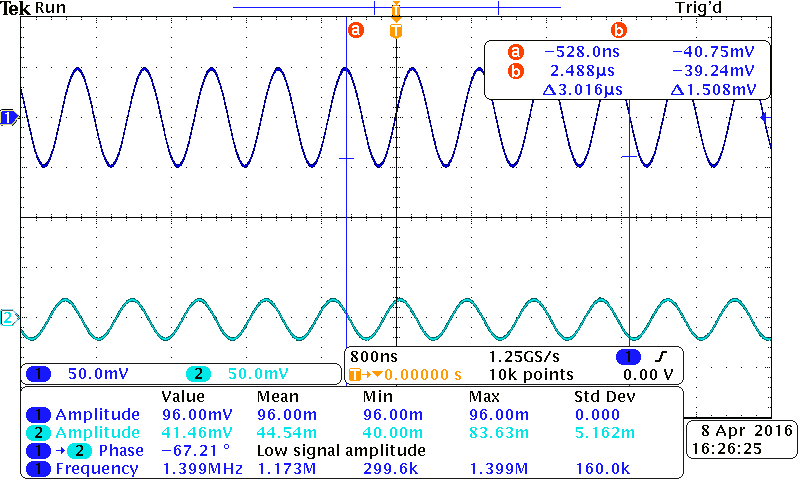 Tek Run Trig'd
T
a b
T
a −528.0ns −40.75mV
b 2.488µs −39.24mV
Δ3.016µs Δ1.508mV
1
2
800ns 1.25GS/s 1
T→▼0.00000 s 10k points 0.00 V
1 50.0mV 2 50.0mV
Value Mean Min Max Std Dev
1 Amplitude 96.00mV 96.00m 96.00m 96.00m 0.000
2 Amplitude 41.46mV 44.54m 40.00m 83.63m 5.162m
1 → 2 Phase −67.21 ° Low signal amplitude
1 Frequency 1.399MHz 1.173M 299.6k 1.399M 160.0k
8 Apr 2016
16:26:25